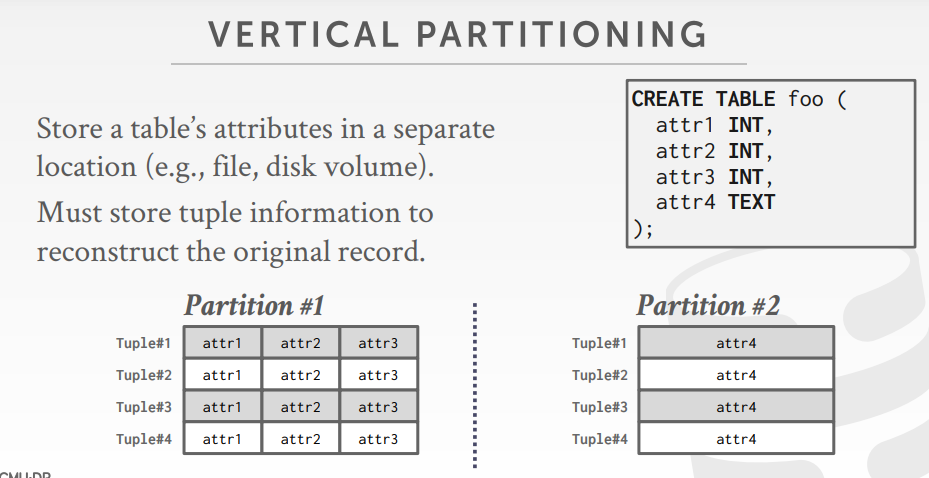 VERTICAL PARTITIONING
Store a table’s attributes in a separate
location (e.g., file, disk volume).
Must store tuple information to
reconstruct the original record.
CREATE TABLE foo (
attr1 INT,
attr2 INT,
attr3 INT,
attr4 TEXT
);
Partition #1
Tuple#1 attr1 attr2 attr3
Tuple#2 attr1 attr2 attr3
Tuple#3 attr1 attr2 attr3
Tuple#4 attr1 attr2 attr3
Partition #2
Tuple#1 attr4
Tuple#2 attr4
Tuple#3 attr4
Tuple#4 attr4